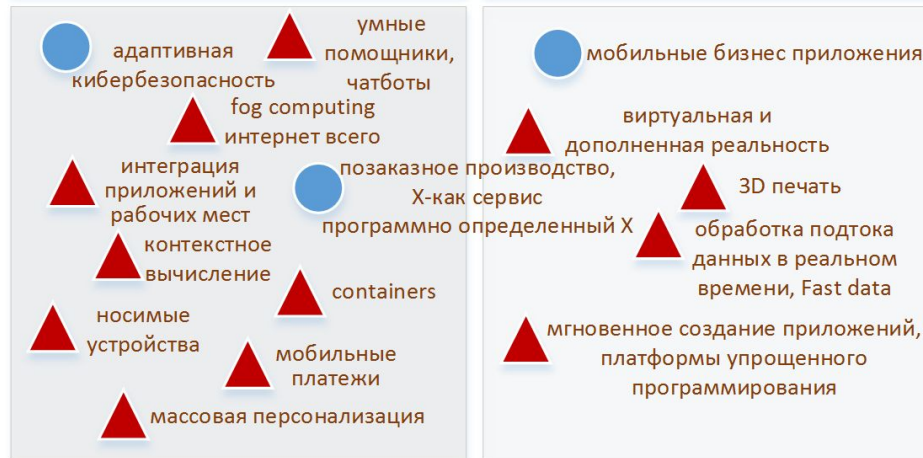 адаптивная
кибербезопасность
умные
помощники,
чатботы
fog computing
интернет всего
интеграция
приложений и
рабочих мест
позаказное производство,
Х-как сервис
программно определенный Х
контекстное
вычисление
containers
носимые
устройства
мобильные
платежи
массовая персонализация
мобильные бизнес приложения
виртуальная и
дополненная реальность
3D печать
обработка подтока
данных в реальном
времени, Fast data
мгновенное создание приложений,
платформы упрощенного
программирования